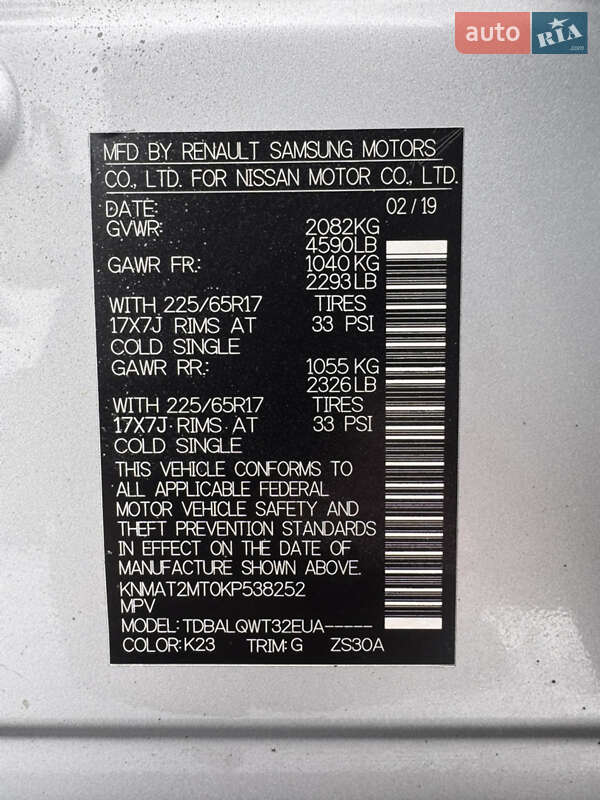 auto RIA.com
MFD BY RENAULT SAMSUNG MOTORS
CO., LTD. FOR NISSAN MOTOR CO., LTD.
DATE: 02/19
GVWR: 2082KG
4590LB
GAWR FR.: 1040 KG
2293LB
WITH 225/65R17 TIRES
17X7J RIMS AT 33 PSI
COLD SINGLE
GAWR RR.: 1055 KG
2326LB
WITH 225/65R17 TIRES
17X7J RIMS AT 33 PSI
COLD SINGLE
THIS VEHICLE CONFORMS TO
ALL APPLICABLE FEDERAL
MOTOR VEHICLE SAFETY AND
THEFT PREVENTION STANDARDS
IN EFFECT ON THE DATE OF
MANUFACTURE SHOWN ABOVE.
KNMAT2MT0KP538252
MPV
MODEL: TDBALQWT32EUA-----
COLOR:K23 TRIM:G ZS30A